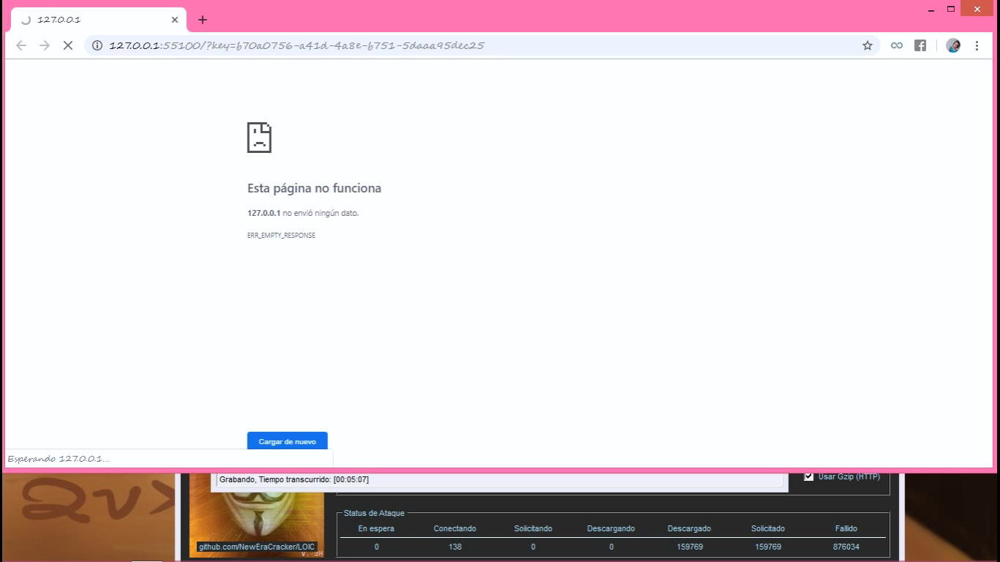 127.0.0.1
127.0.0.1:55100/?key=b70a0756-a41d-4a8e-b751-5daaa95dec25
Esta página no funciona
127.0.0.1 no envió ningún dato.
ERR_EMPTY_RESPONSE
Cargar de nuevo
Esperando 127.0.0.1...
Grabando, Tiempo transcurrido: [00:05:07]
Usar Gzip (HTTP)
Status de Ataque
En espera Conectando Solicitando Descargando Descargado Solicitado Fallido
0 138 0 0 159769 159769 876034
github.com/NewEraCracker/LOIC